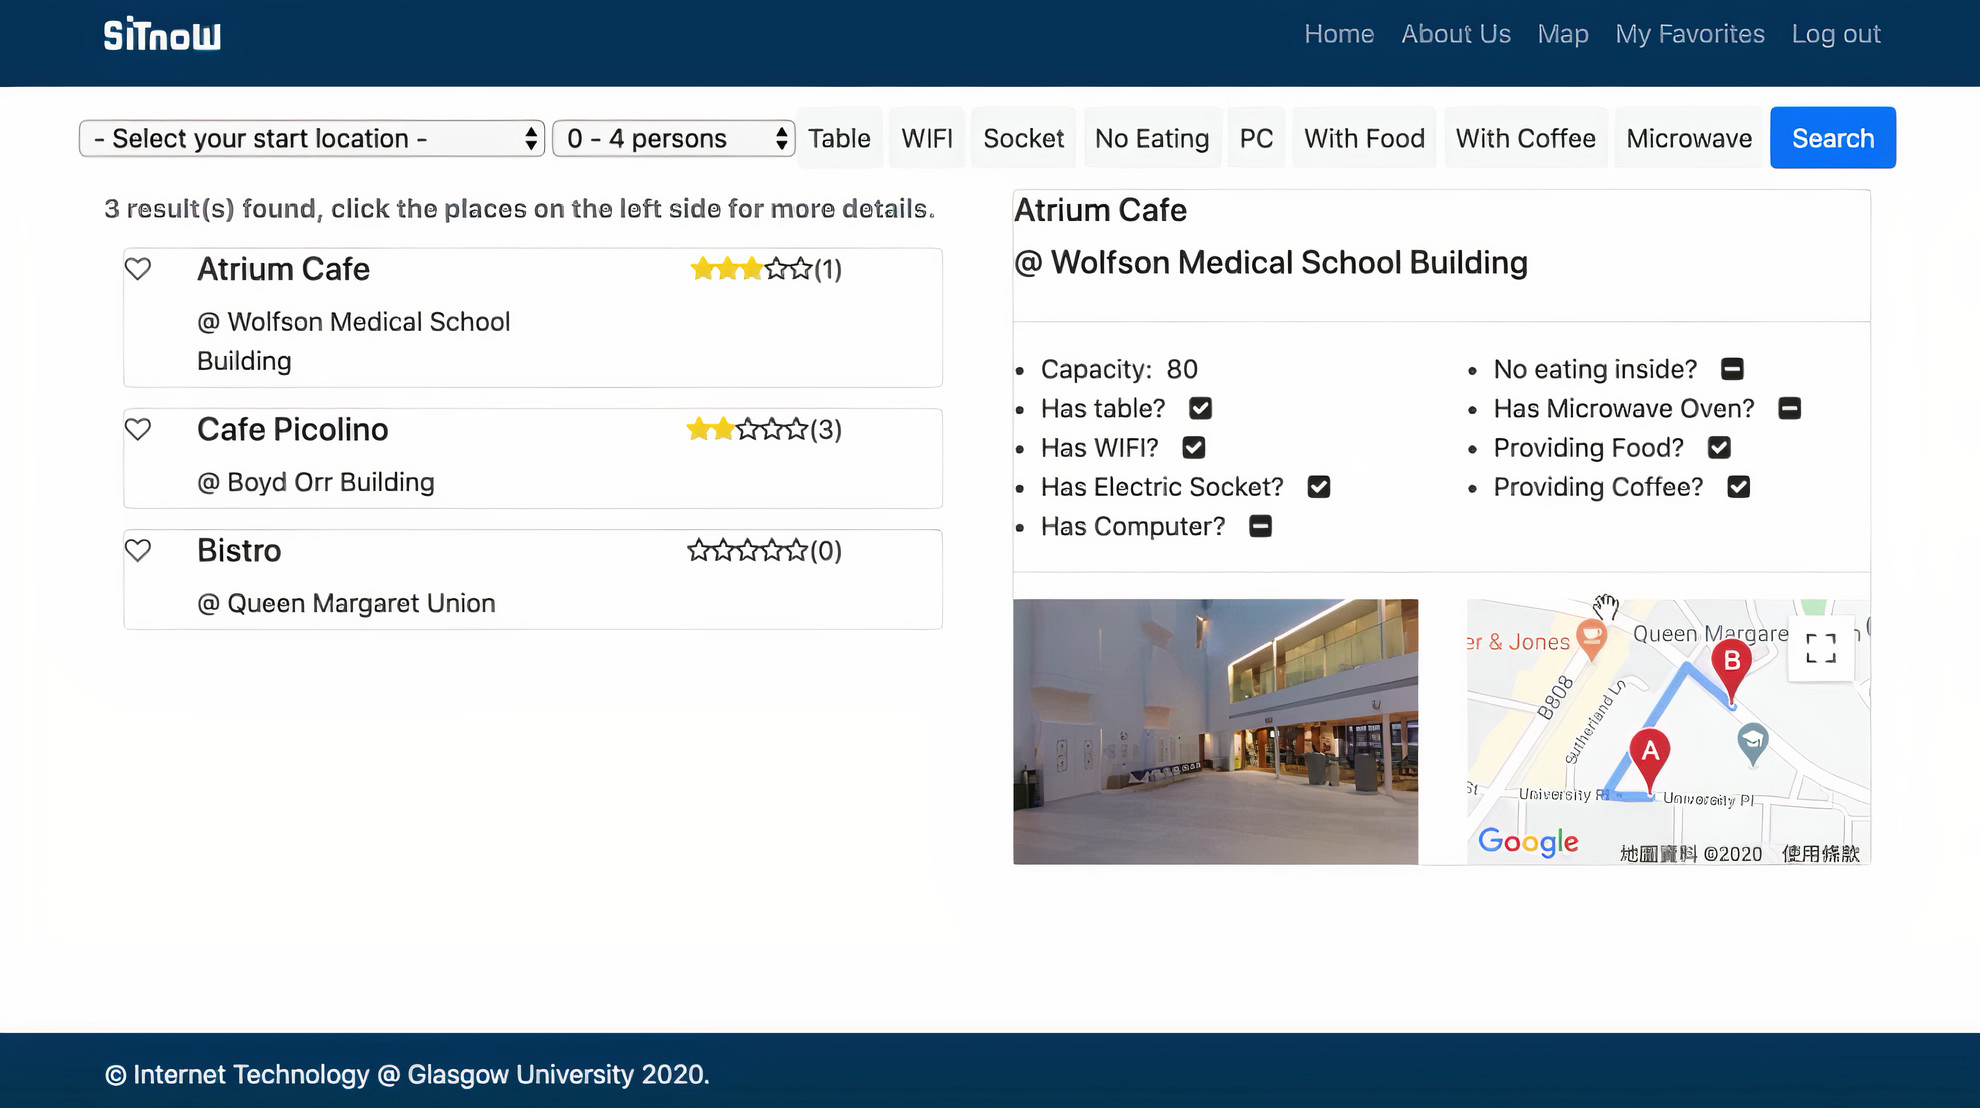 SiTnoW
Home About Us Map My Favorites Log out
- Select your start location - 0 - 4 persons Table WIFI Socket No Eating PC With Food With Coffee Microwave Search
3 result(s) found, click the places on the left side for more details.
Atrium Cafe (1)
@ Wolfson Medical School
Building
Cafe Picolino (3)
@ Boyd Orr Building
Bistro (0)
@ Queen Margaret Union
Atrium Cafe
@ Wolfson Medical School Building
Capacity: 80
Has table?
Has WIFI?
Has Electric Socket?
Has Computer?
No eating inside?
Has Microwave Oven?
Providing Food?
Providing Coffee?
er & Jones
Queen Margare
B
B808
Sutherland Ln
A
St
University Pl
University Pl
Google
地圖資料 ©2020 使用條款
© Internet Technology @ Glasgow University 2020.